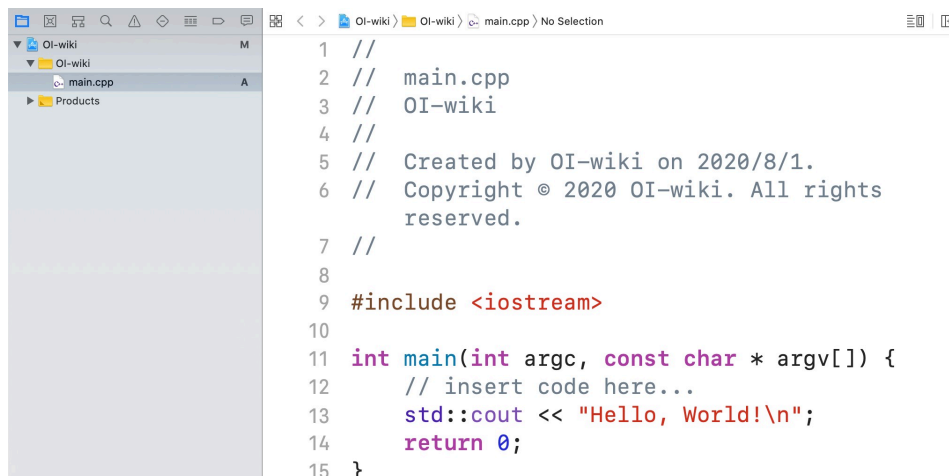 OI-wiki M
OI-wiki
main.cpp A
Products
OI-wiki OI-wiki main.cpp No Selection
1 //
2 //  main.cpp
3 //  OI-wiki
4 //
5 //  Created by OI-wiki on 2020/8/1.
6 //  Copyright © 2020 OI-wiki. All rights
reserved.
7 //
8
9 #include <iostream>
10
11 int main(int argc, const char * argv[]) {
12     // insert code here...
13     std::cout << "Hello, World!\n";
14     return 0;
15 }